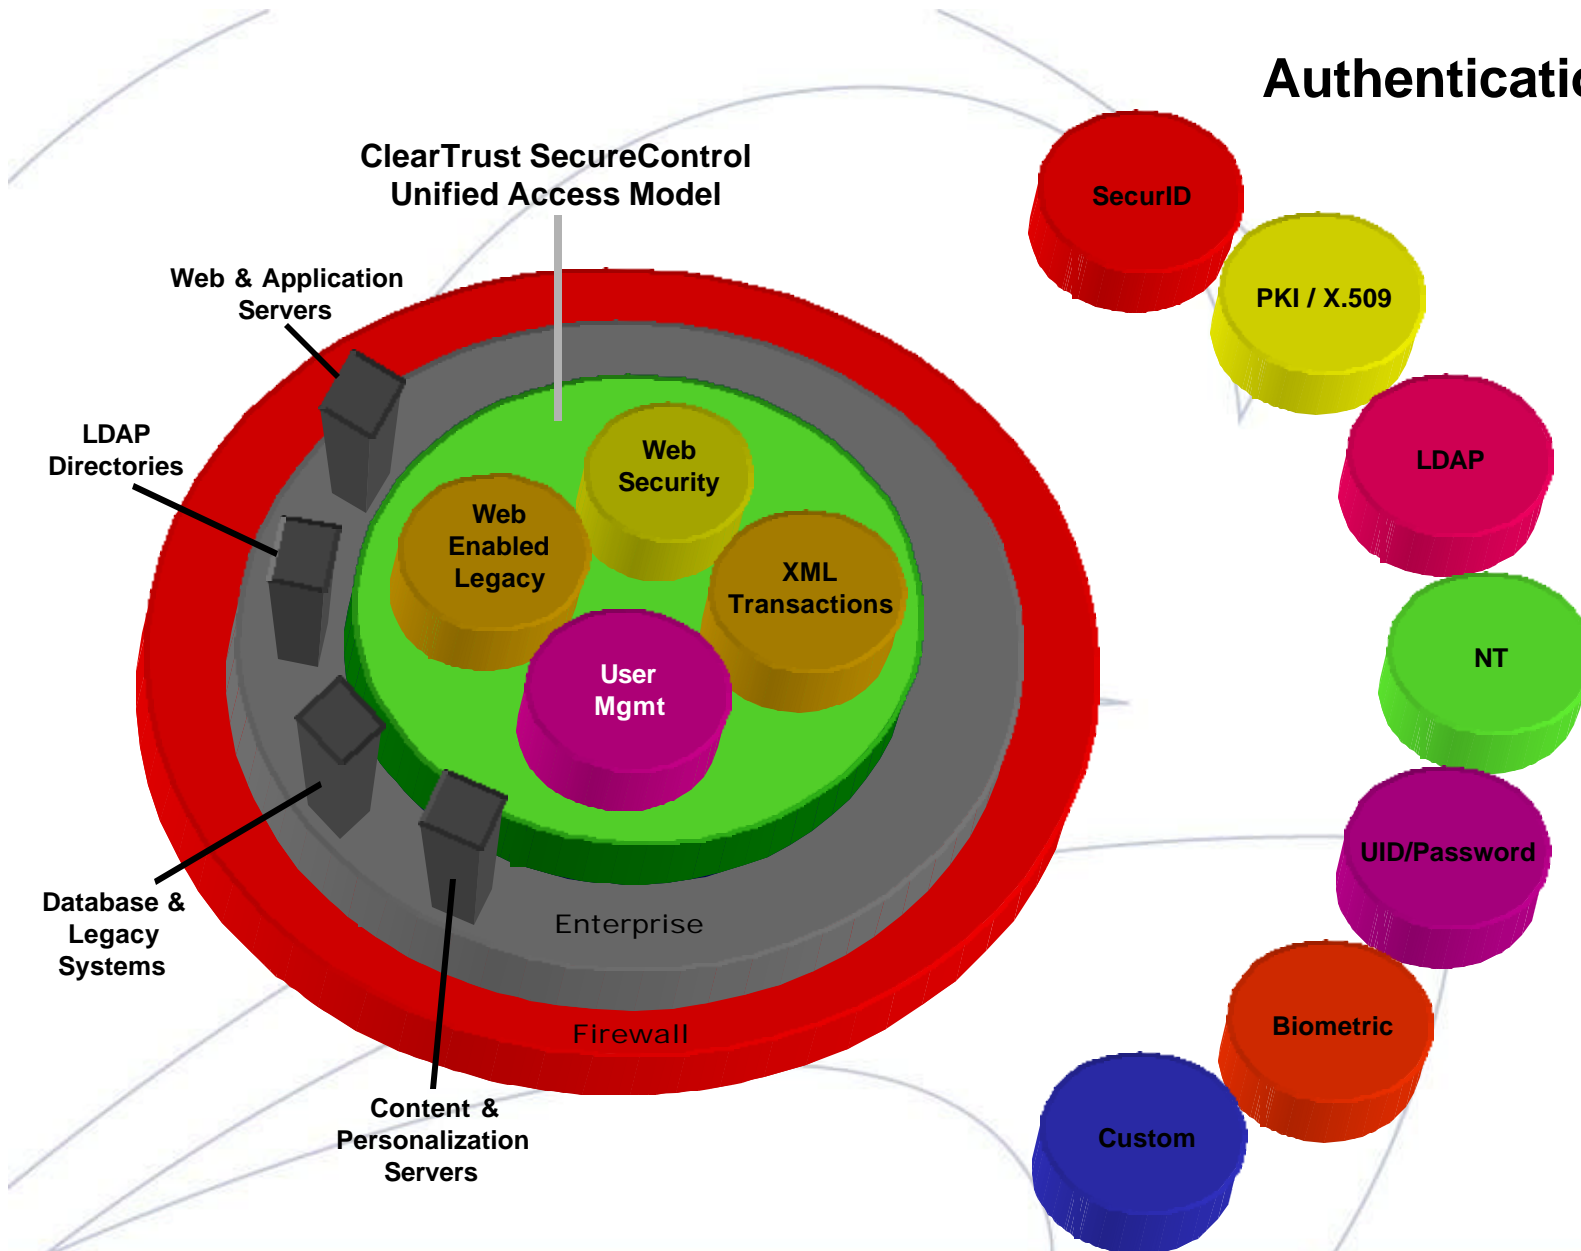 Authenticatio
ClearTrust SecureControl
Unified Access Model
Web & Application
Servers
LDAP
Directories
Database &
Legacy
Systems
Content &
Personalization
Servers
Web
Security
Web
Enabled
Legacy
XML
Transactions
User
Mgmt
Enterprise
Firewall
SecurID
PKI / X.509
LDAP
NT
UID/Password
Biometric
Custom